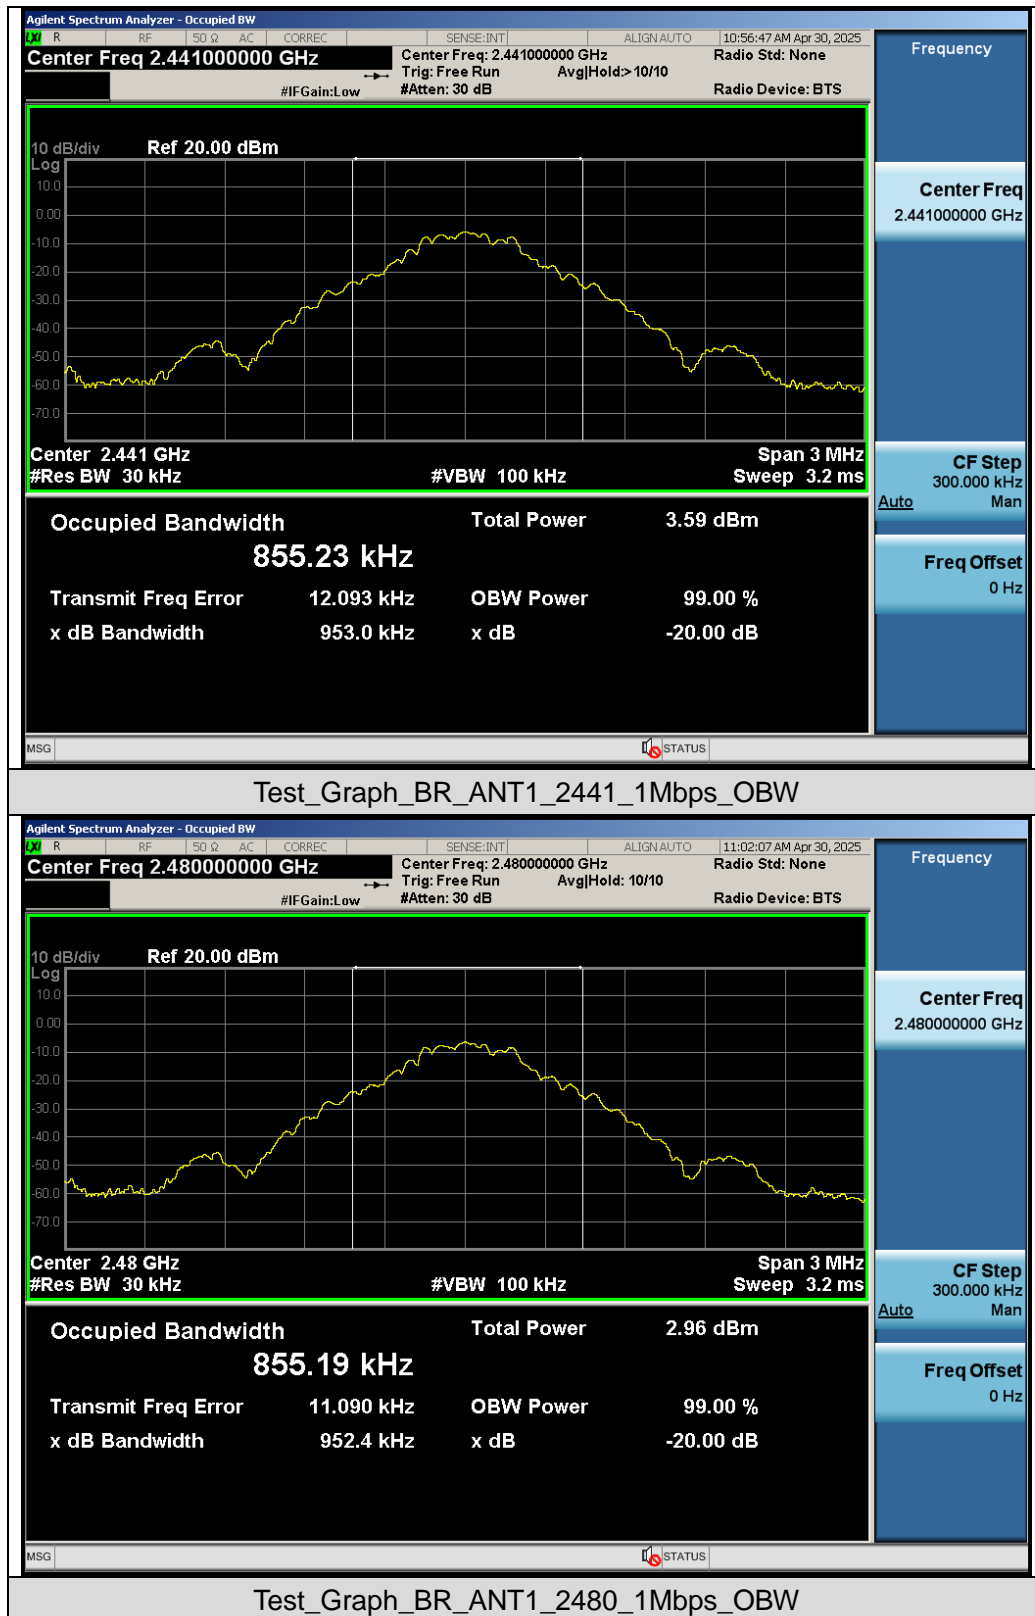 Agilent Spectrum Analyzer - Occupied BW
LXI R RF 50 Ω AC CORREC SENSE:INT ALIGN AUTO 10:56:47 AM Apr 30, 2025
Center Freq 2.441000000 GHz
Center Freq: 2.441000000 GHz Radio Std: None
Trig: Free Run Avg|Hold:>10/10
#IFGain:Low #Atten: 30 dB Radio Device: BTS
Frequency
10 dB/div Ref 20.00 dBm
Log
10.0
0.00
-10.0
-20.0
-30.0
-40.0
-50.0
-60.0
-70.0
Center 2.441 GHz Span 3 MHz
#Res BW 30 kHz #VBW 100 kHz Sweep 3.2 ms
Center Freq
2.441000000 GHz
CF Step
300.000 kHz
Auto Man
Freq Offset
0 Hz
Occupied Bandwidth Total Power 3.59 dBm
855.23 kHz
Transmit Freq Error 12.093 kHz OBW Power 99.00 %
x dB Bandwidth 953.0 kHz x dB -20.00 dB
MSG STATUS
Test_Graph_BR_ANT1_2441_1Mbps_OBW
Agilent Spectrum Analyzer - Occupied BW
LXI R RF 50 Ω AC CORREC SENSE:INT ALIGN AUTO 11:02:07 AM Apr 30, 2025
Center Freq 2.480000000 GHz
Center Freq: 2.480000000 GHz Radio Std: None
Trig: Free Run Avg|Hold: 10/10
#IFGain:Low #Atten: 30 dB Radio Device: BTS
Frequency
10 dB/div Ref 20.00 dBm
Log
10.0
0.00
-10.0
-20.0
-30.0
-40.0
-50.0
-60.0
-70.0
Center 2.48 GHz Span 3 MHz
#Res BW 30 kHz #VBW 100 kHz Sweep 3.2 ms
Center Freq
2.480000000 GHz
CF Step
300.000 kHz
Auto Man
Freq Offset
0 Hz
Occupied Bandwidth Total Power 2.96 dBm
855.19 kHz
Transmit Freq Error 11.090 kHz OBW Power 99.00 %
x dB Bandwidth 952.4 kHz x dB -20.00 dB
MSG STATUS
Test_Graph_BR_ANT1_2480_1Mbps_OBW